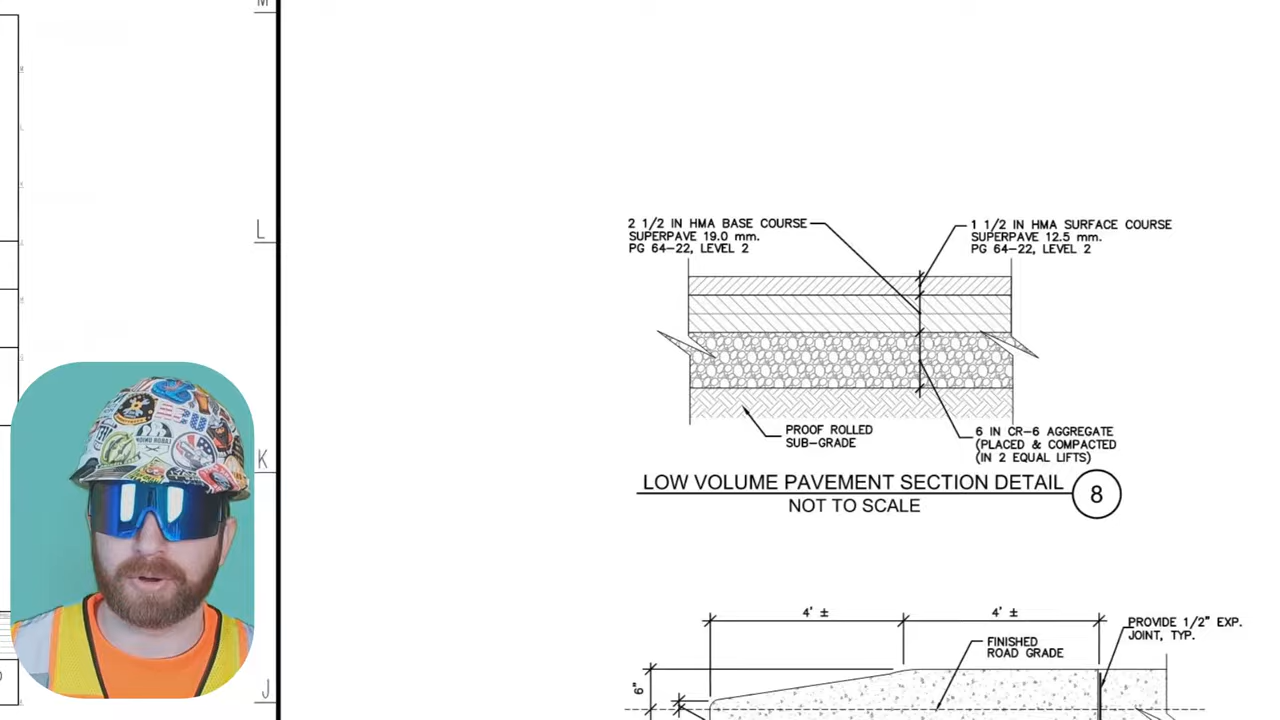 M
L
K
J
2 1/2 IN HMA BASE COURSE
SUPERPAVE 19.0 mm.
PG 64-22, LEVEL 2
1 1/2 IN HMA SURFACE COURSE
SUPERPAVE 12.5 mm.
PG 64-22, LEVEL 2
PROOF ROLLED
SUB-GRADE
6 IN CR-6 AGGREGATE
(PLACED & COMPACTED
(IN 2 EQUAL LIFTS)
LOW VOLUME PAVEMENT SECTION DETAIL
8
NOT TO SCALE
4' ±
4' ±
PROVIDE 1/2" EXP.
JOINT, TYP.
FINISHED
ROAD GRADE
6"